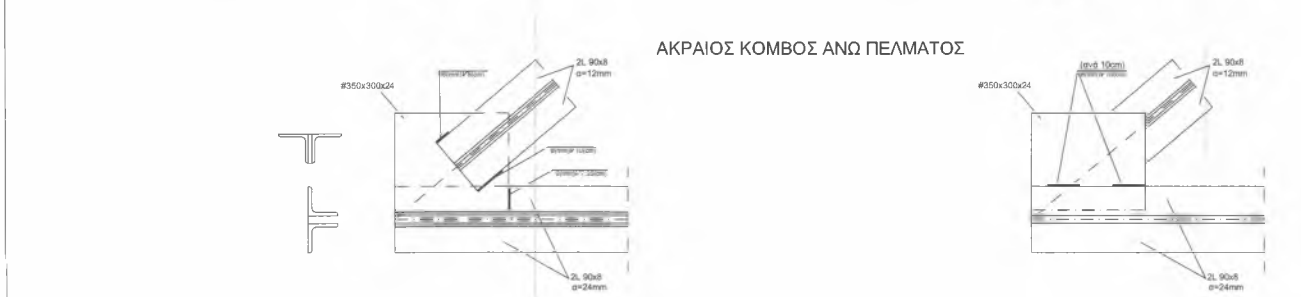 ΑΚΡΑΙΟΣ ΚΟΜΒΟΣ ΑΝΩ ΠΕΛΜΑΤΟΣ
2L 90x8
α=12mm
#350x300x24
2L 90x8
α=24mm
(ανά 10cm)
2L 90x8
α=12mm
#350x300x24
2L 90x8
α=24mm